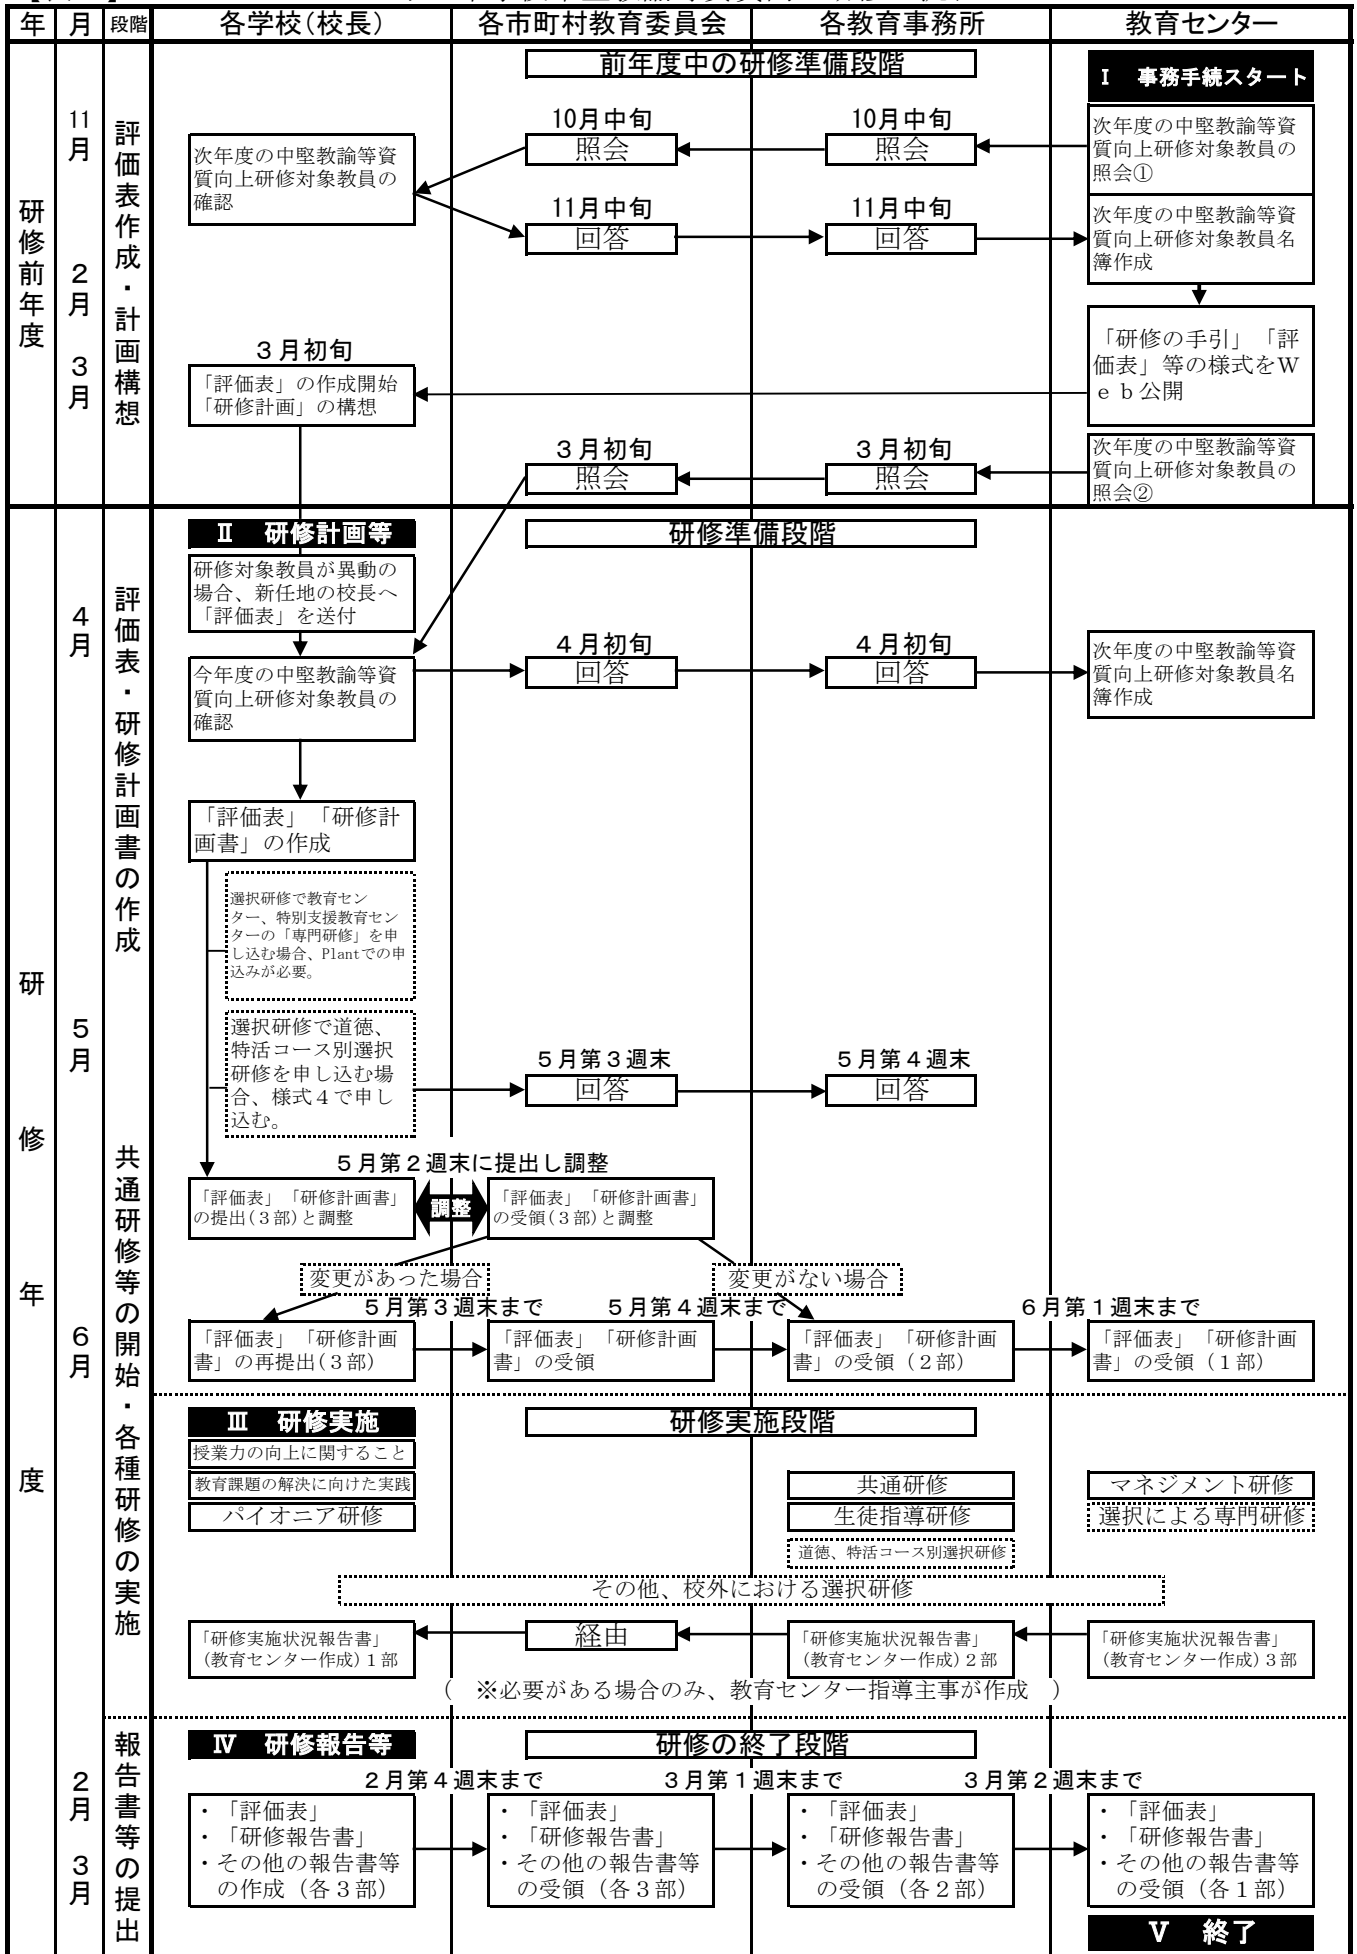 年 月 段階 各学校(校長) 各市町村教育委員会 各教育事務所 教育センター
前年度中の研修準備段階
Ⅰ 事務手続スタート
研修前年度
11月
2月
3月
評価表作成・計画構想
10月中旬
照会
10月中旬
照会
次年度の中堅教諭等資
質向上研修対象教員の
照会①
次年度の中堅教諭等資
質向上研修対象教員の
確認
11月中旬
回答
11月中旬
回答
次年度の中堅教諭等資
質向上研修対象教員名
簿作成
「研修の手引」「評
価表」等の様式をW
eb公開
3月初旬
「評価表」の作成開始
「研修計画」の構想
3月初旬
照会
3月初旬
照会
次年度の中堅教諭等資
質向上研修対象教員の
照会②
研修年度
4月
5月
6月
評価表・研修計画書の作成
Ⅱ 研修計画等
研修準備段階
研修対象教員が異動の
場合、新任地の校長へ
「評価表」を送付
今年度の中堅教諭等資
質向上研修対象教員の
確認
4月初旬
回答
4月初旬
回答
次年度の中堅教諭等資
質向上研修対象教員名
簿作成
「評価表」「研修計
画書」の作成
選択研修で教育セン
ター、特別支援教育セン
ターの「専門研修」を申
し込む場合、Plantでの申
込みが必要。
選択研修で道徳、
特活コース別選択
研修を申し込む場
合、様式4で申し
込む。
5月第3週末
回答
5月第4週末
回答
共通研修等の開始・各種研修の実施
5月第2週末に提出し調整
「評価表」「研修計画書」
の提出(3部)と調整
調整
「評価表」「研修計画書」
の受領(3部)と調整
変更があった場合
変更がない場合
5月第3週末まで
5月第4週末まで
6月第1週末まで
「評価表」「研修計画
書」の再提出(3部)
「評価表」「研修計画
書」の受領
「評価表」「研修計画
書」の受領(2部)
「評価表」「研修計画
書」の受領(1部)
Ⅲ 研修実施
研修実施段階
授業力の向上に関すること
教育課題の解決に向けた実践
パイオニア研修
共通研修
生徒指導研修
道徳、特活コース別選択研修
マネジメント研修
選択による専門研修
その他、校外における選択研修
「研修実施状況報告書」
(教育センター作成)1部
経由
「研修実施状況報告書」
(教育センター作成)2部
「研修実施状況報告書」
(教育センター作成)3部
( ※必要がある場合のみ、教育センター指導主事が作成 )
2月
3月
報告書等の提出
Ⅳ 研修報告等
研修の終了段階
2月第4週末まで
3月第1週末まで
3月第2週末まで
・「評価表」
・「研修報告書」
・その他の報告書等
の作成(各3部)
・「評価表」
・「研修報告書」
・その他の報告書等
の受領(各3部)
・「評価表」
・「研修報告書」
・その他の報告書等
の受領(各2部)
・「評価表」
・「研修報告書」
・その他の報告書等
の受領(各1部)
Ⅴ 終了